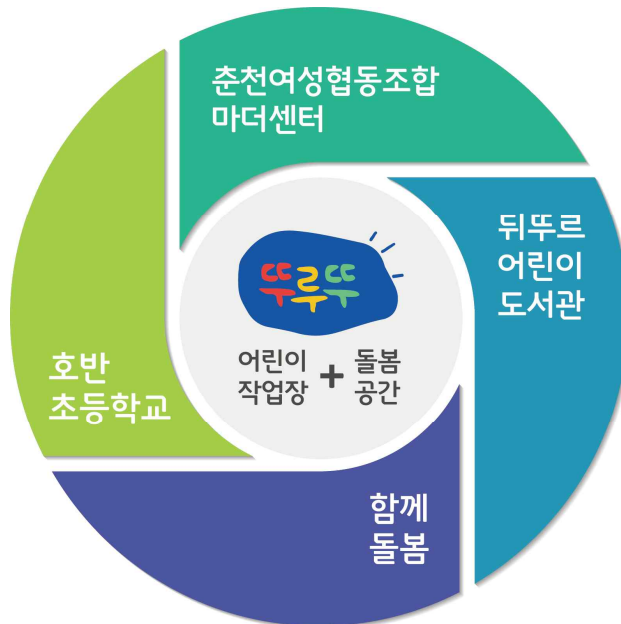 춘천여성협동조합
마더센터
뒤뚜르
어린이
도서관
뚜루뚜
어린이
작업장
+
돌봄
공간
호반
초등학교
함께
돌봄